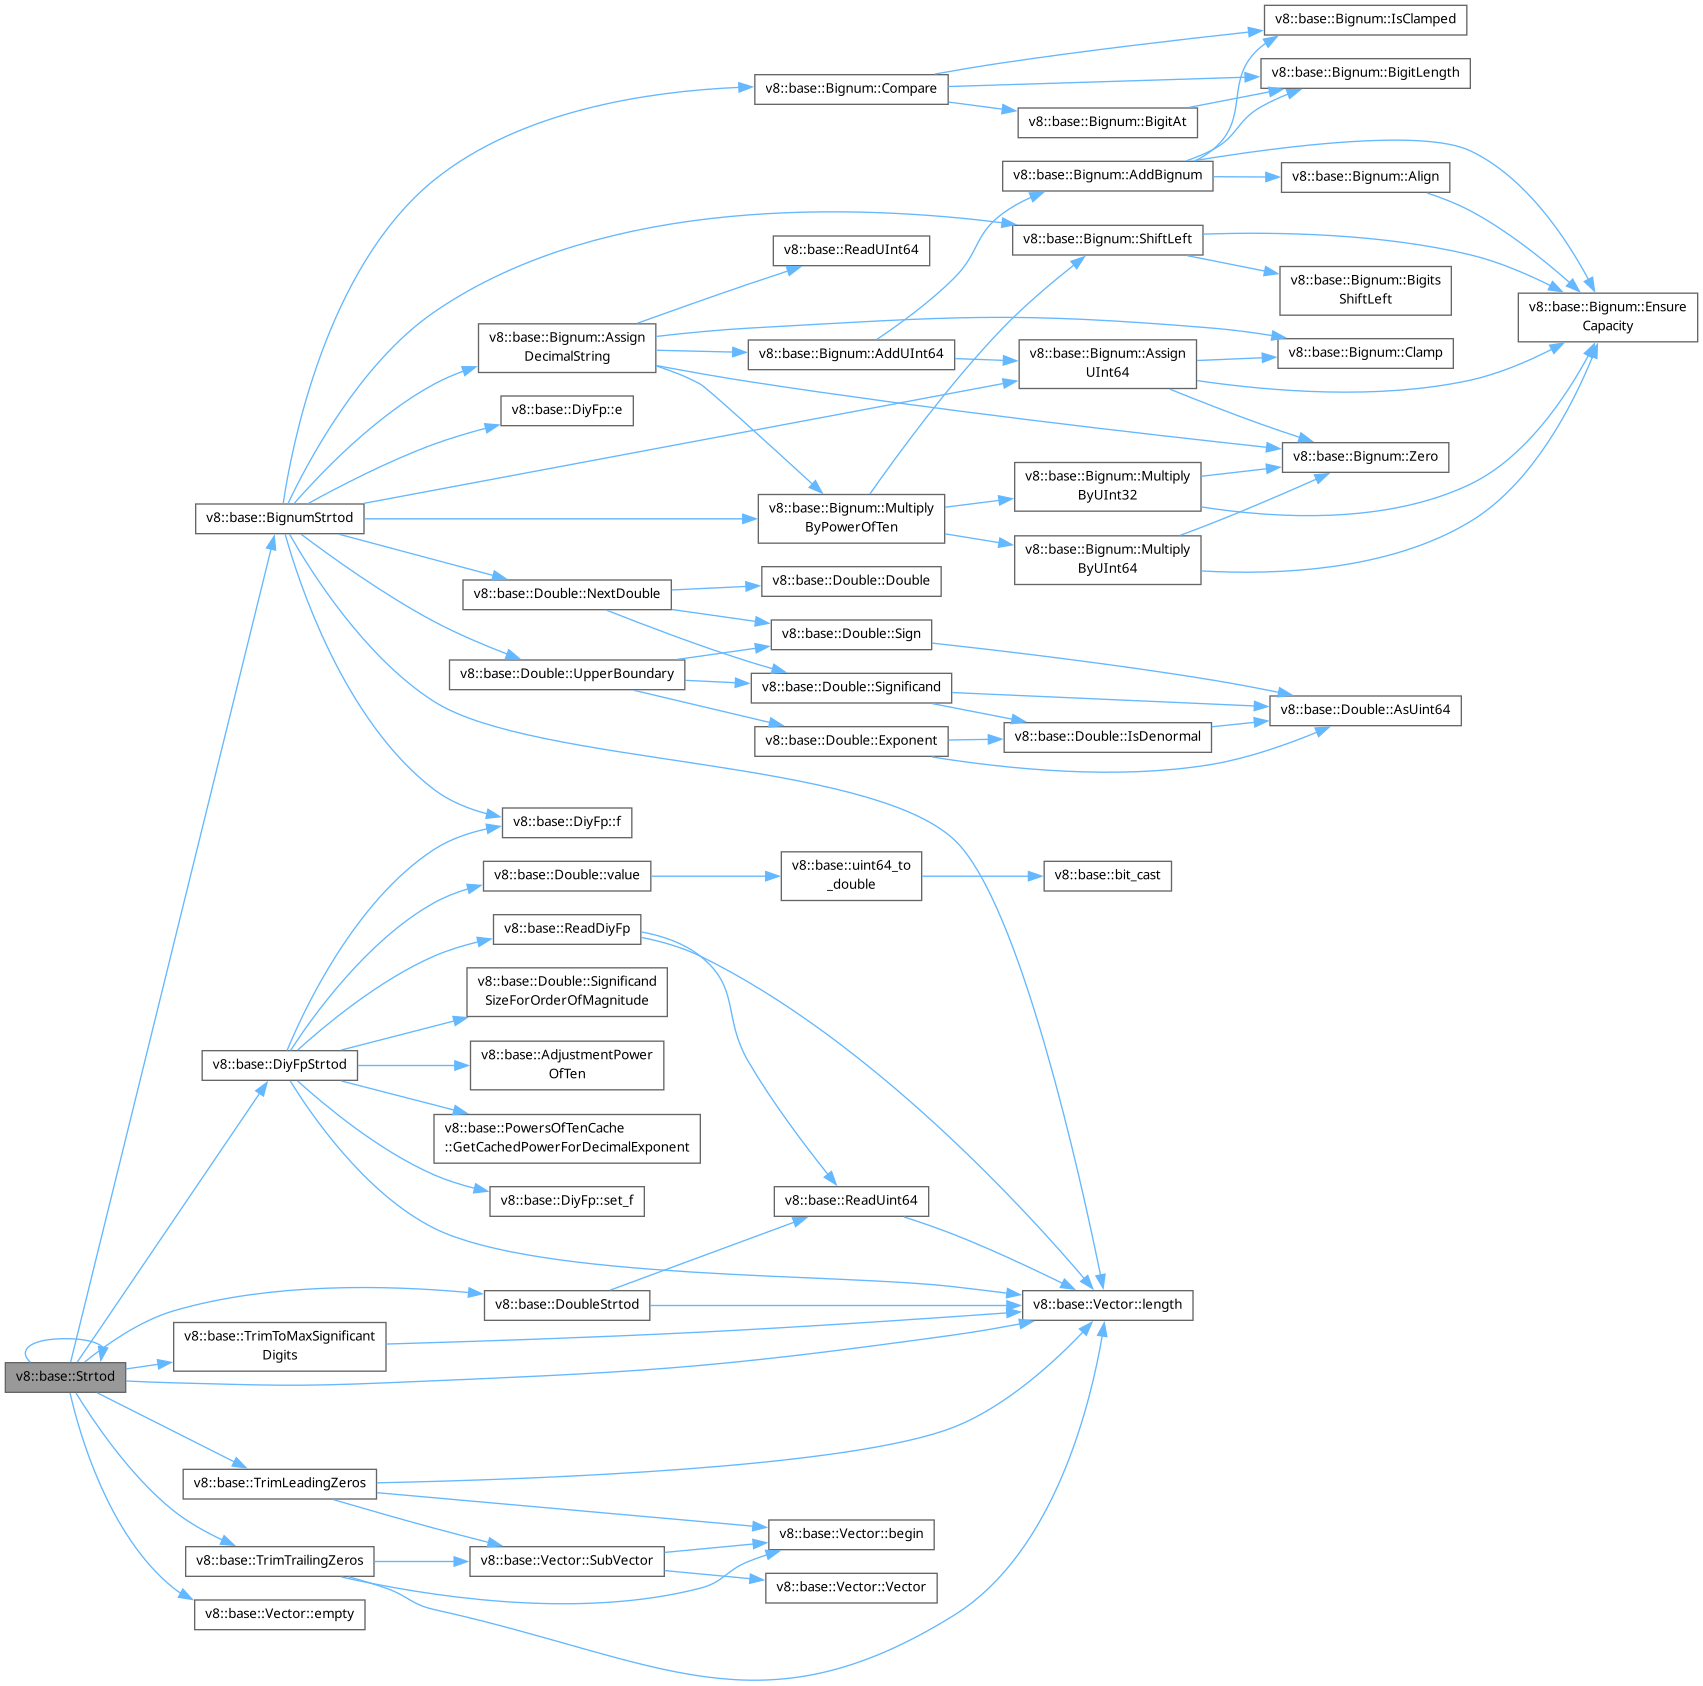 v8::base::Bignum::IsClamped
v8::base::Bignum::BigitLength
v8::base::Bignum::Compare
v8::base::Bignum::BigitAt
v8::base::Bignum::AddBignum
v8::base::Bignum::Align
v8::base::Bignum::ShiftLeft
v8::base::ReadUInt64
v8::base::Bignum::Bigits
ShiftLeft
v8::base::Bignum::Ensure
Capacity
v8::base::Bignum::Assign
DecimalString
v8::base::Bignum::AddUInt64
v8::base::Bignum::Assign
UInt64
v8::base::Bignum::Clamp
v8::base::DiyFp::e
v8::base::Bignum::Zero
v8::base::BignumStrtod
v8::base::Bignum::Multiply
ByPowerOfTen
v8::base::Bignum::Multiply
ByUInt32
v8::base::Bignum::Multiply
ByUInt64
v8::base::Double::NextDouble
v8::base::Double::Double
v8::base::Double::Sign
v8::base::Double::UpperBoundary
v8::base::Double::Significand
v8::base::Double::AsUint64
v8::base::Double::Exponent
v8::base::Double::IsDenormal
v8::base::DiyFp::f
v8::base::Double::value
v8::base::uint64_to
_double
v8::base::bit_cast
v8::base::ReadDiyFp
v8::base::Double::Significand
SizeForOrderOfMagnitude
v8::base::DiyFpStrtod
v8::base::AdjustmentPower
OfTen
v8::base::PowersOfTenCache
::GetCachedPowerForDecimalExponent
v8::base::DiyFp::set_f
v8::base::ReadUint64
v8::base::DoubleStrtod
v8::base::Vector::length
v8::base::TrimToMaxSignificant
Digits
v8::base::Strtod
v8::base::TrimLeadingZeros
v8::base::Vector::begin
v8::base::TrimTrailingZeros
v8::base::Vector::SubVector
v8::base::Vector::Vector
v8::base::Vector::empty